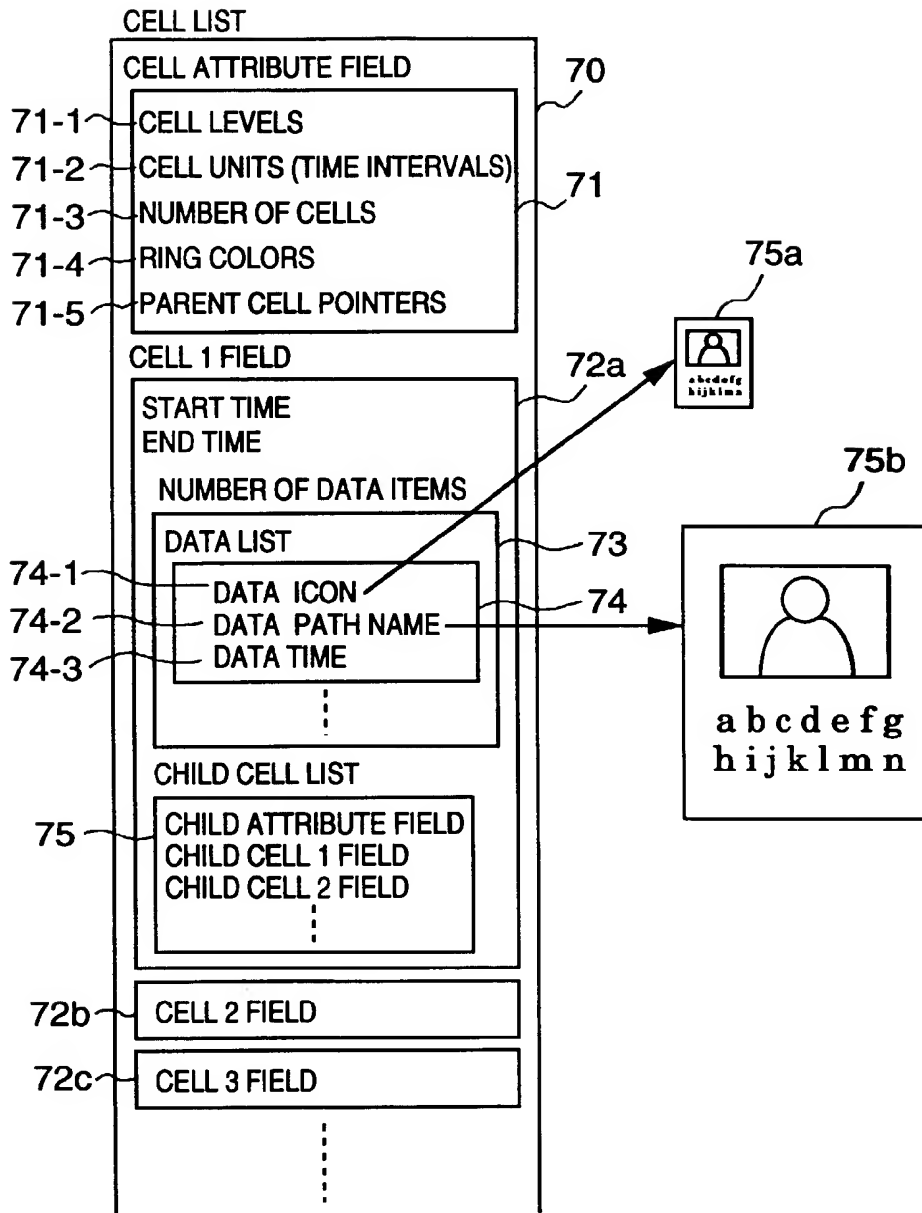 CELL LIST
CELL ATTRIBUTE FIELD
70
71-1
CELL LEVELS
71-2
CELL UNITS (TIME INTERVALS)
71
71-3
NUMBER OF CELLS
71-4
RING COLORS
71-5
PARENT CELL POINTERS
75a
abcdefg
hijklmn
CELL 1 FIELD
72a
START TIME
END TIME
NUMBER OF DATA ITEMS
75b
DATA LIST
73
74-1
DATA ICON
74
74-2
DATA PATH NAME
74-3
DATA TIME
a b c d e f g
h i j k l m n
CHILD CELL LIST
75
CHILD ATTRIBUTE FIELD
CHILD CELL 1 FIELD
CHILD CELL 2 FIELD
72b
CELL 2 FIELD
72c
CELL 3 FIELD